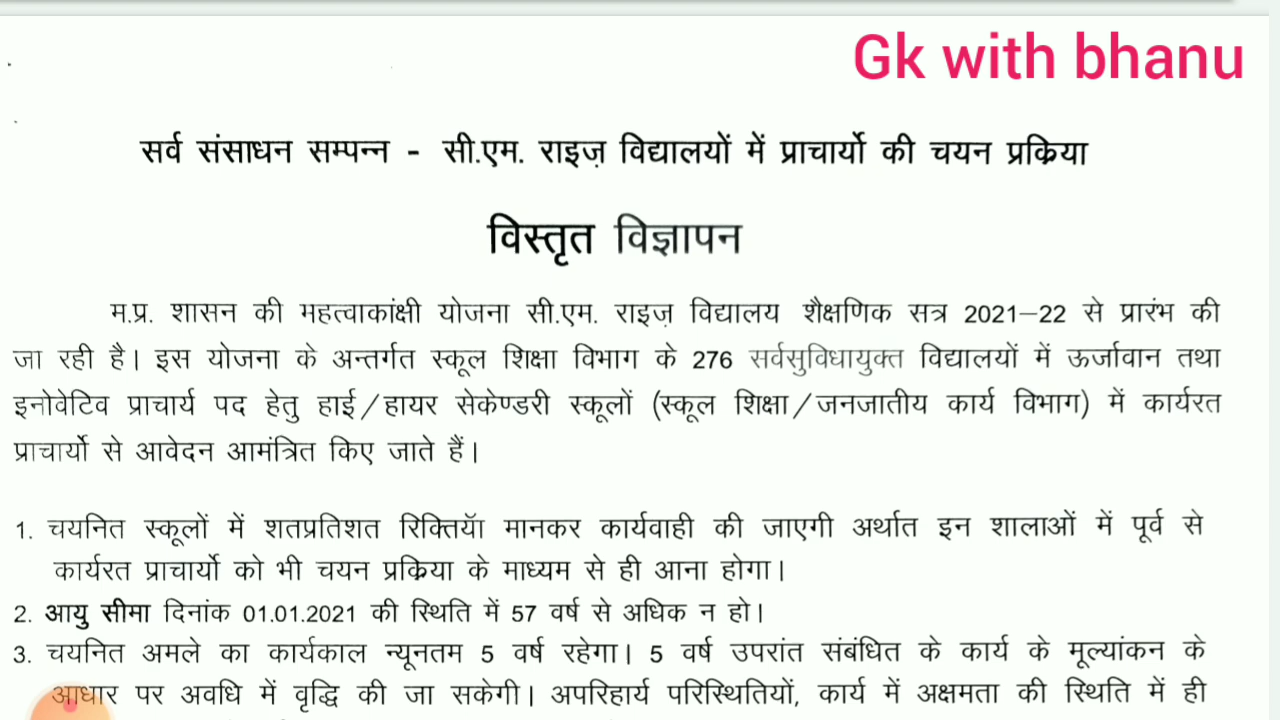 Gk with bhanu
सर्व संसाधन सम्पन्न - सी.एम. राइज़ विद्यालयों में प्राचार्यो की चयन प्रकिया
विस्तृत विज्ञापन
म.प्र. शासन की महत्वाकांक्षी योजना सी.एम. राइज़ विद्यालय शैक्षणिक सत्र 2021–22 से प्रारंभ की
जा रही है। इस योजना के अन्तर्गत स्कूल शिक्षा विभाग के 276 सर्वसुविधायुक्त विद्यालयों में ऊर्जावान तथा
इनोवेटिव प्राचार्य पद हेतु हाई/हायर सेकेण्डरी स्कूलों (स्कूल शिक्षा/जनजातीय कार्य विभाग) में कार्यरत
प्राचार्यो से आवेदन आमंत्रित किए जाते हैं।
1. चयनित स्कूलों में शतप्रतिशत रिक्तियॉ मानकर कार्यवाही की जाएगी अर्थात इन शालाओं में पूर्व से
कार्यरत प्राचार्यो को भी चयन प्रकिया के माध्यम से ही आना होगा।
2. आयु सीमा दिनांक 01.01.2021 की स्थिति में 57 वर्ष से अधिक न हो।
3. चयनित अमले का कार्यकाल न्यूनतम 5 वर्ष रहेगा। 5 वर्ष उपरांत संबंधित के कार्य के मूल्यांकन के
आधार पर अवधि में वृद्धि की जा सकेगी। अपरिहार्य परिस्थितियों, कार्य में अक्षमता की स्थिति में ही